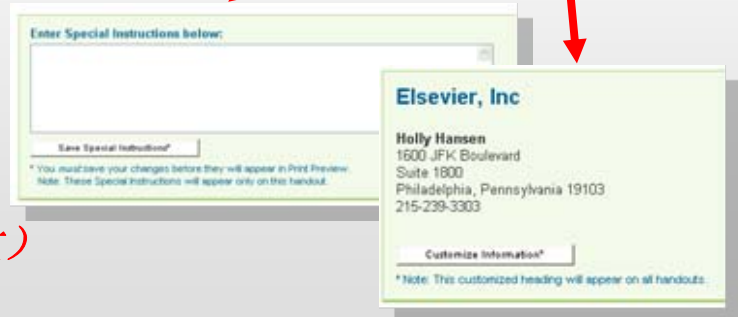 Enter Special Instructions below:
Save Special Instructions*
* You must save your changes before they will appear in Print Preview.
Note: These Special Instructions will appear only on this handout.
Elsevier, Inc
Holly Hansen
1600 JFK Boulevard
Suite 1800
Philadelphia, Pennsylvania 19103
215-239-3303
Customize Information*
* Note: This customized heading will appear on all handouts.